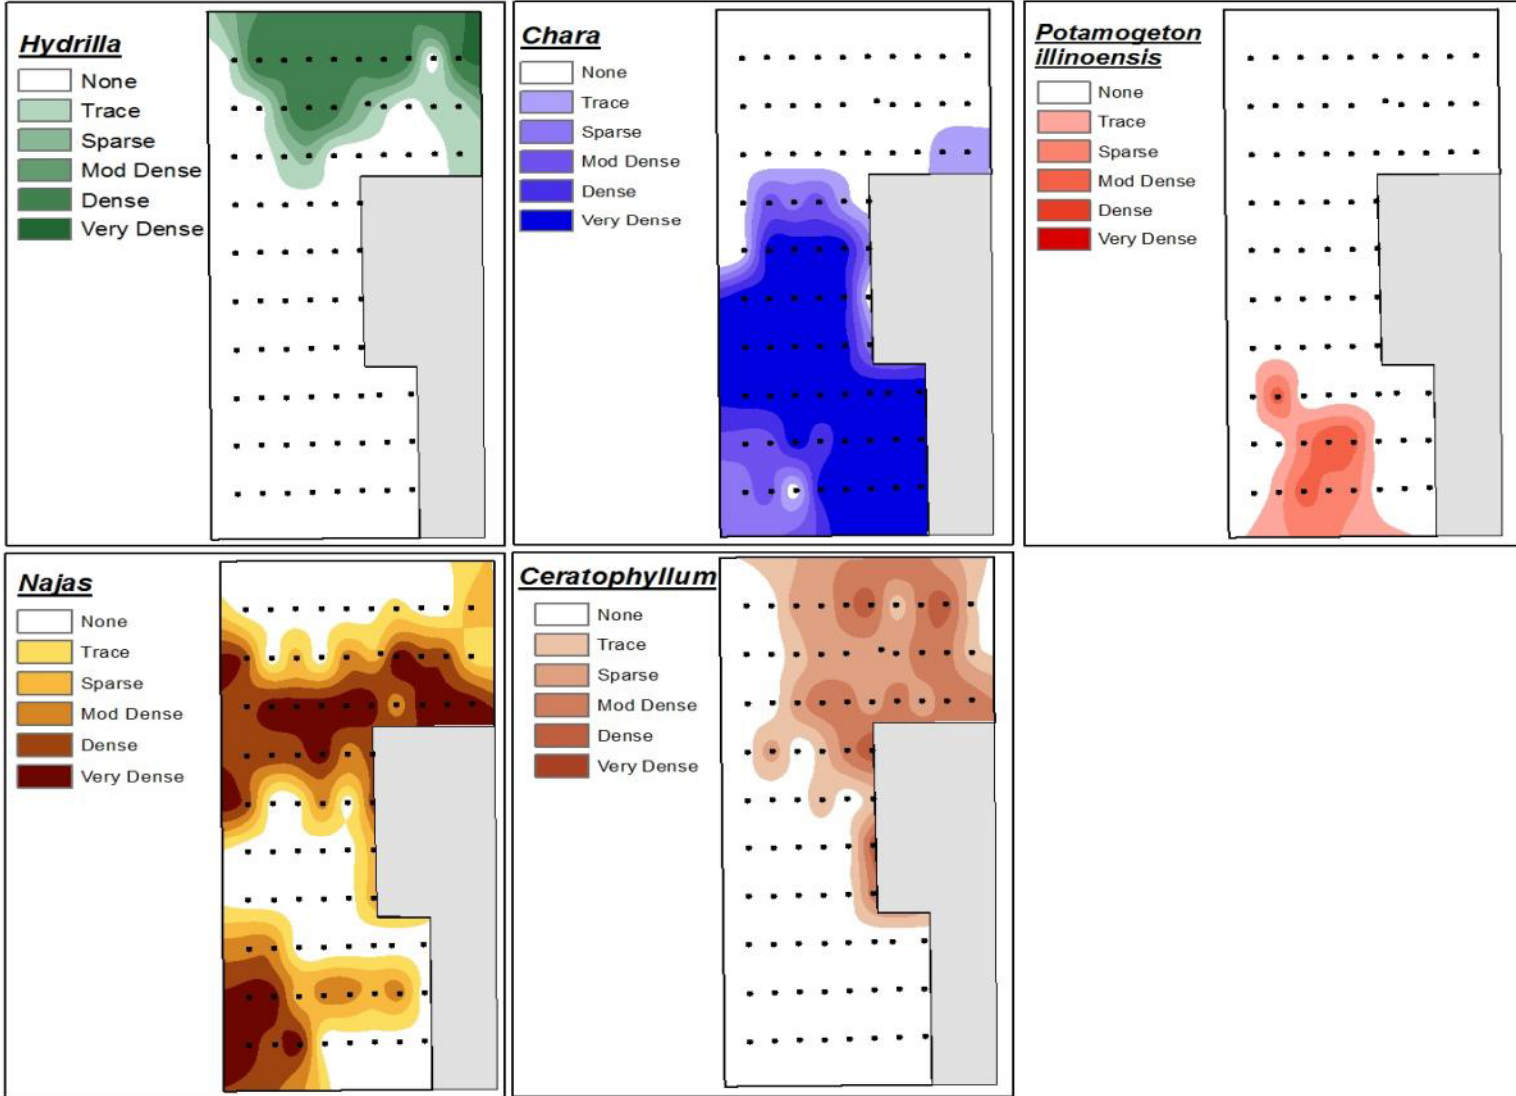 Hydrilla
None
Trace
Sparse
Mod Dense
Dense
Very Dense
Chara
None
Trace
Sparse
Mod Dense
Dense
Very Dense
Potamogeton
illinoensis
None
Trace
Sparse
Mod Dense
Dense
Very Dense
Najas
None
Trace
Sparse
Mod Dense
Dense
Very Dense
Ceratophyllum
None
Trace
Sparse
Mod Dense
Dense
Very Dense